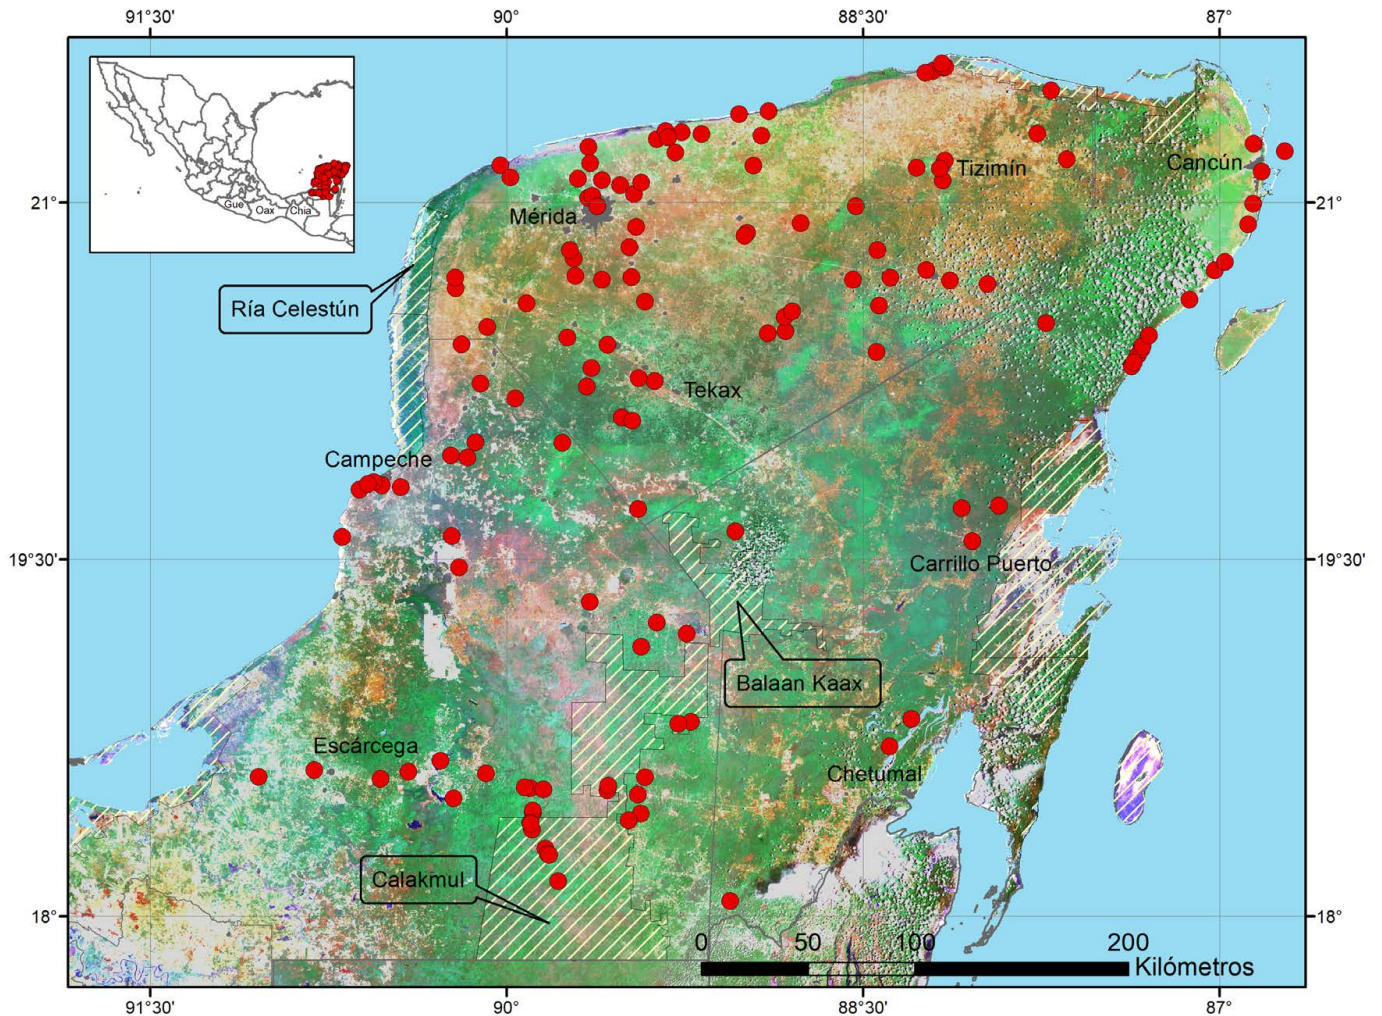 91°30'
90°
88°30'
87°
Gue
Oax
Chia
Tizimín
Cancún
21°
Mérida
21°
Ría Celestún
Tekax
Campeche
19°30'
Carrillo Puerto
19°30'
Balaan Kaax
Escárcega
Chetumal
Calakmul
18°
18°
0
50
100
200
Kilómetros
91°30'
90°
88°30'
87°